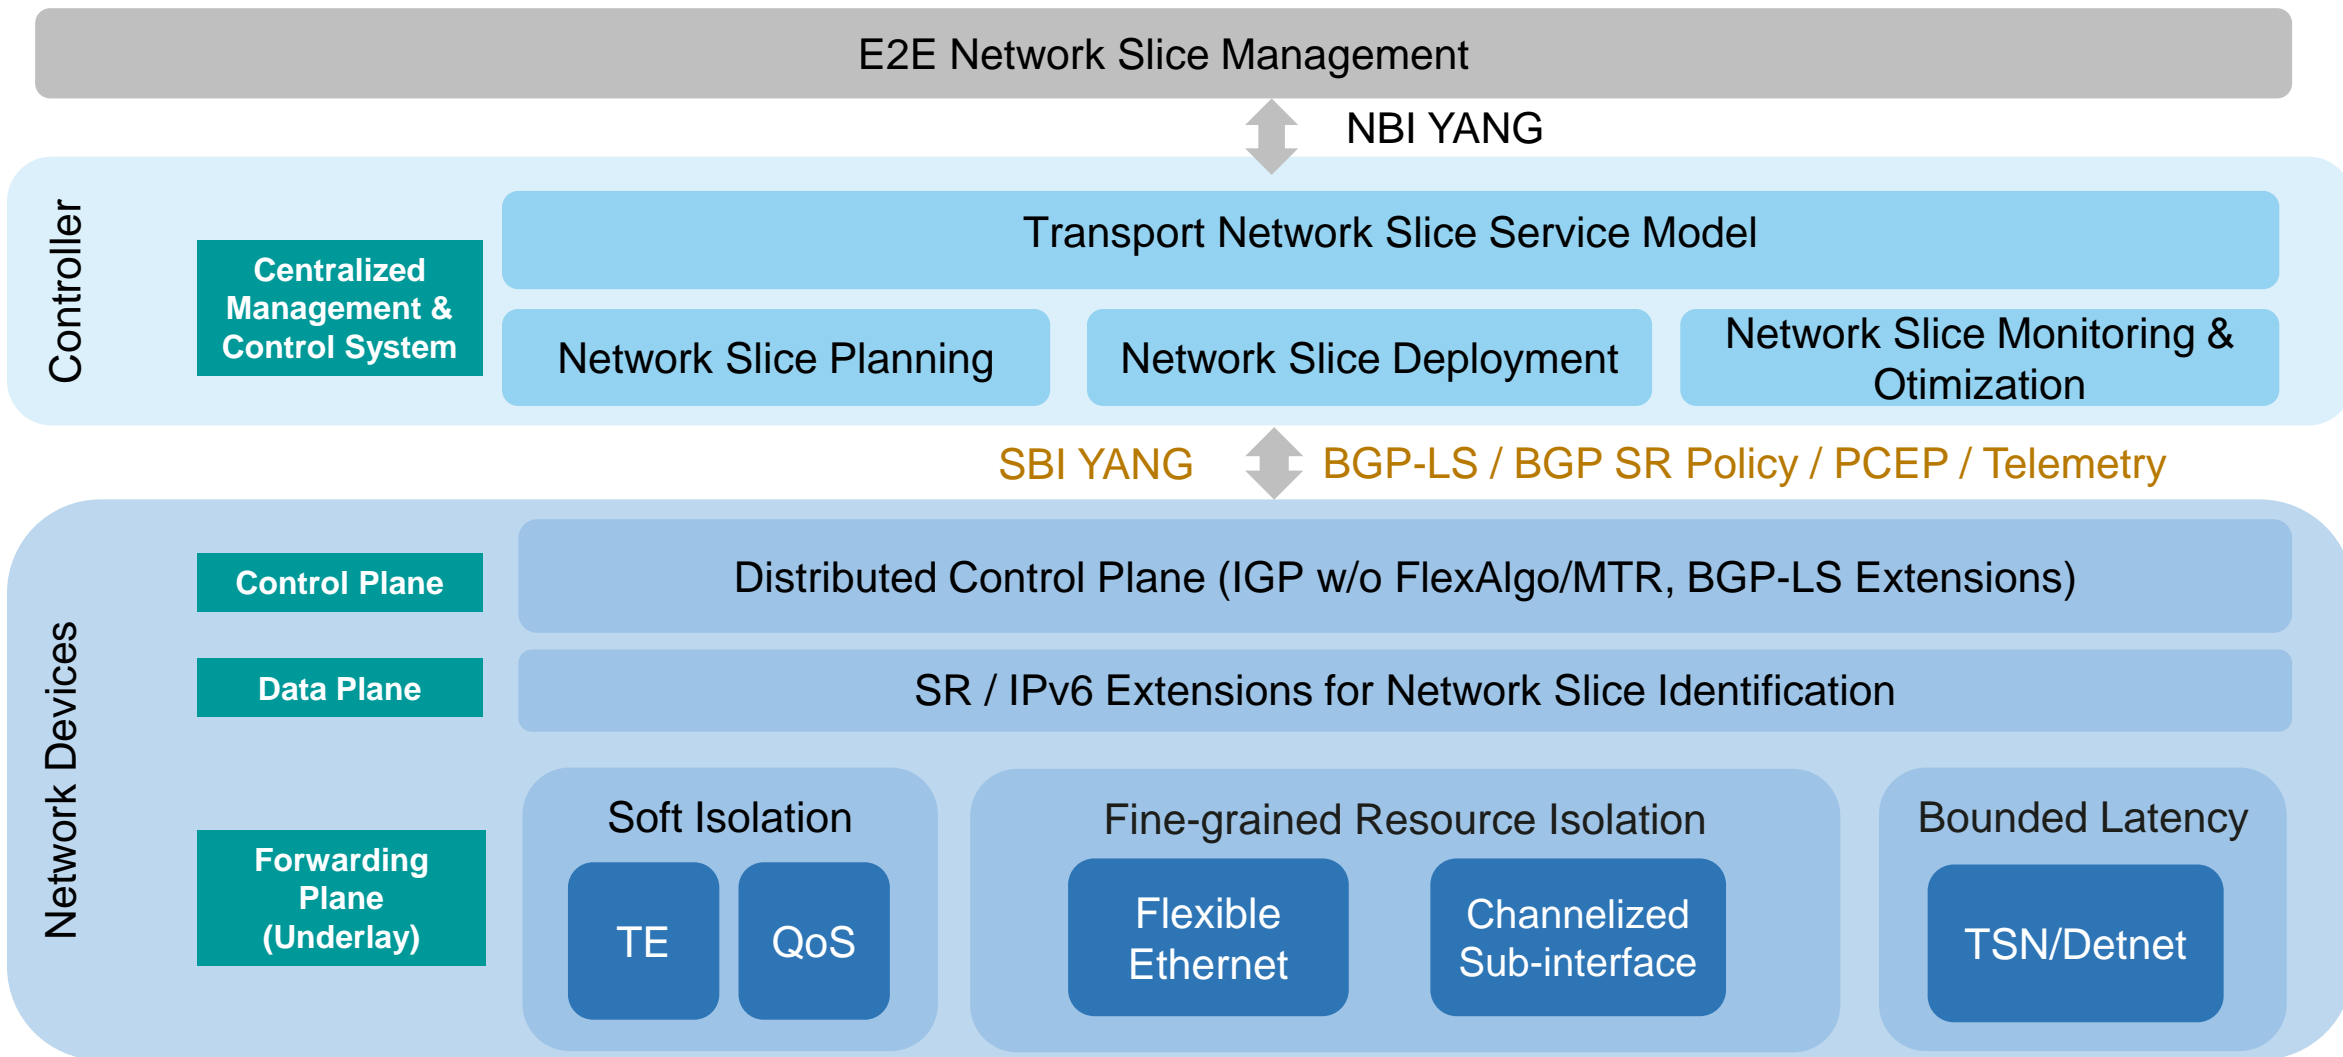 E2E Network Slice Management
NBI YANG
Controller
Centralized
Management &
Control System
Transport Network Slice Service Model
Network Slice Planning
Network Slice Deployment
Network Slice Monitoring &
Otimization
SBI YANG
BGP-LS / BGP SR Policy / PCEP / Telemetry
Network Devices
Control Plane
Distributed Control Plane (IGP w/o FlexAlgo/MTR, BGP-LS Extensions)
Data Plane
SR / IPv6 Extensions for Network Slice Identification
Forwarding
Plane
(Underlay)
Soft Isolation
TE
QoS
Fine-grained Resource Isolation
Flexible
Ethernet
Channelized
Sub-interface
Bounded Latency
TSN/Detnet